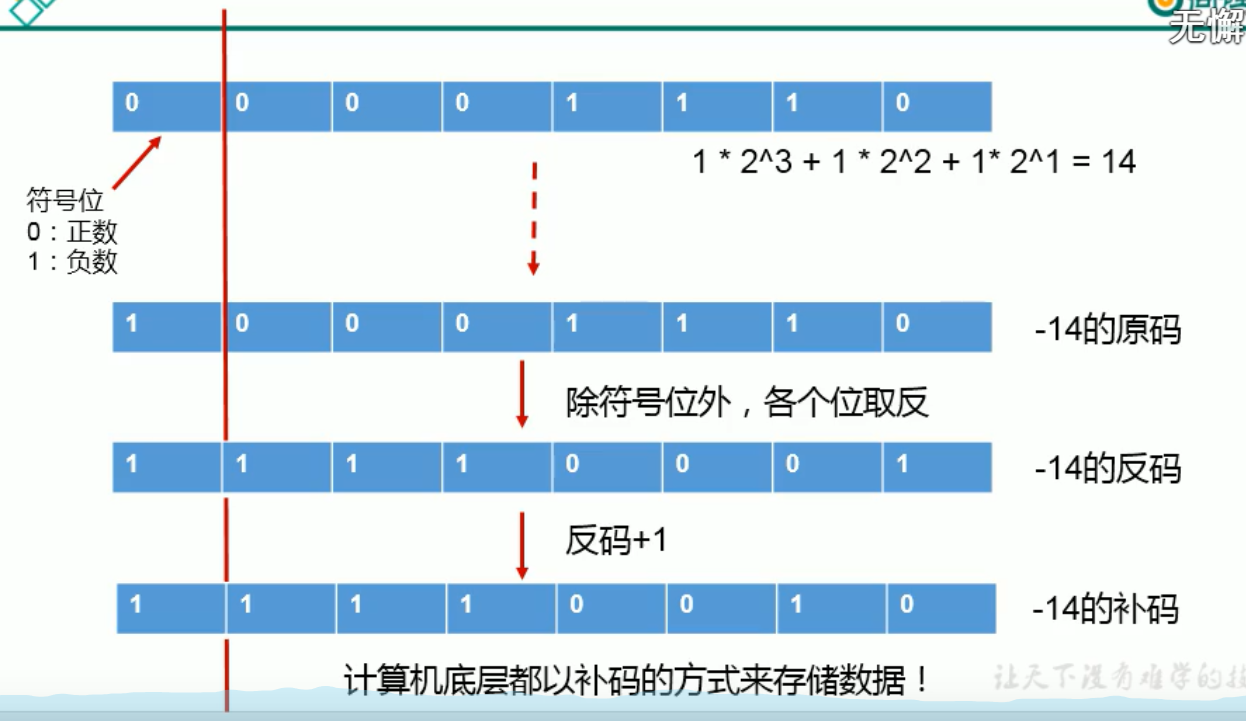 无懈
0 0 0 0 1 1 1 0
1 * 2^3 + 1 * 2^2 + 1* 2^1 = 14
符号位
0：正数
1：负数
1 0 0 0 1 1 1 0 -14的原码
除符号位外，各个位取反
1 1 1 1 0 0 0 1 -14的反码
反码+1
1 1 1 1 0 0 1 0 -14的补码
计算机底层都以补码的方式来存储数据！
让天下没有难学的技